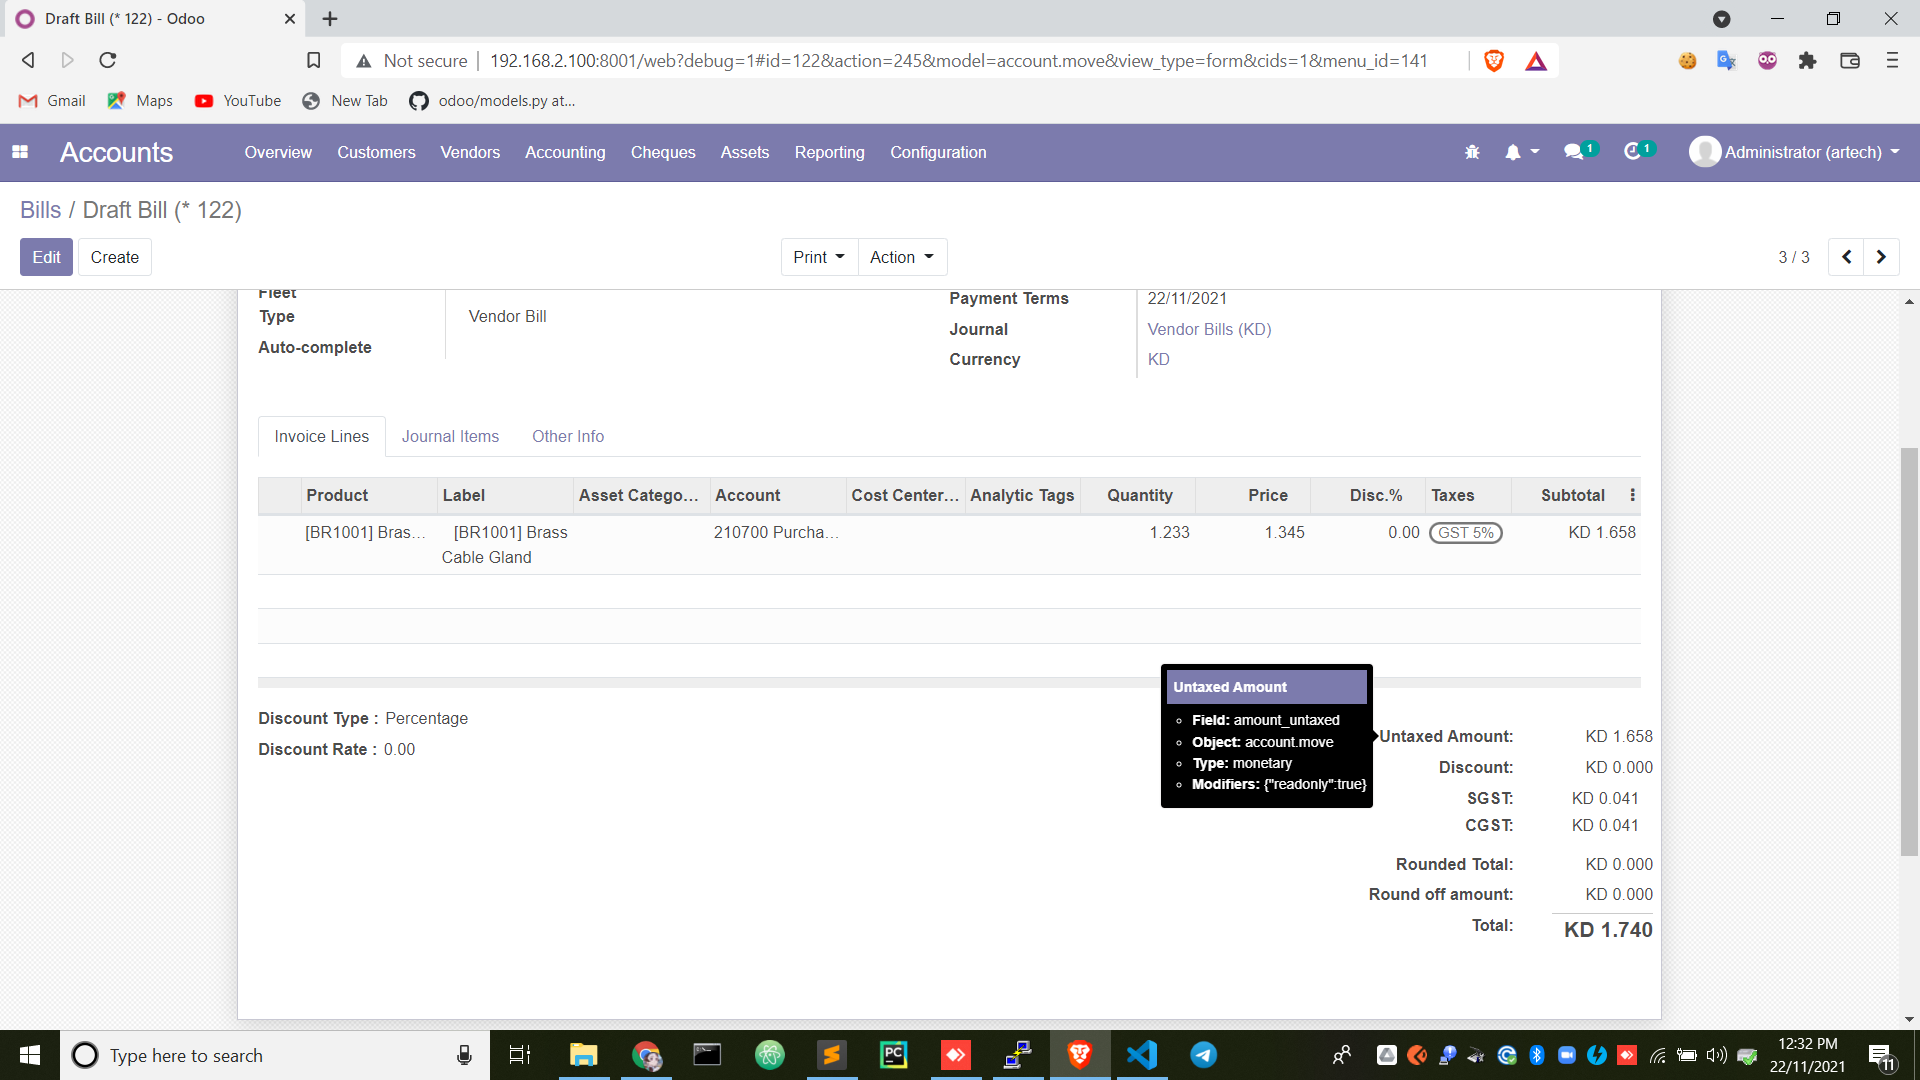 Draft Bill (* 122) - Odoo
Not secure 192.168.2.100:8001/web?debug=1#id=122&action=245&model=account.move&view_type=form&cids=1&menu_id=141
Gmail Maps YouTube New Tab odoo/models.py at...
Accounts Overview Customers Vendors Accounting Cheques Assets Reporting Configuration 1 1 Administrator (artech)
Bills / Draft Bill (* 122)
Edit Create Print Action 3 / 3
Fleet
Payment Terms 22/11/2021
Type Vendor Bill
Journal Vendor Bills (KD)
Auto-complete
Currency KD
Invoice Lines Journal Items Other Info
Product Label Asset Catego... Account Cost Center... Analytic Tags Quantity Price Disc.% Taxes Subtotal
[BR1001] Bras... [BR1001] Brass 210700 Purcha... 1.233 1.345 0.00 GST 5% KD 1.658
Cable Gland
Discount Type : Percentage
Discount Rate : 0.00
Untaxed Amount
Field: amount_untaxed
Object: account.move
Type: monetary
Modifiers: {"readonly":true}
Untaxed Amount: KD 1.658
Discount: KD 0.000
SGST: KD 0.041
CGST: KD 0.041
Rounded Total: KD 0.000
Round off amount: KD 0.000
Total: KD 1.740
Type here to search
PC
12:32 PM
22/11/2021
11